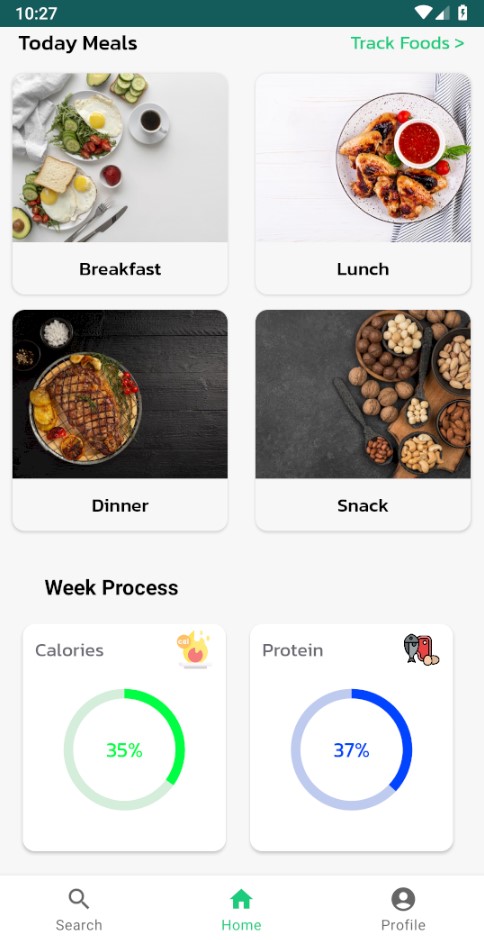 10:27
Today Meals
Track Foods >
Breakfast
Lunch
Dinner
Snack
Week Process
Calories
Protein
35%
37%
Search
Home
Profile